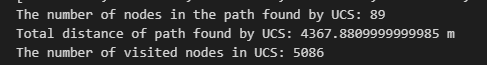 The number of nodes in the path found by UCS: 89
Total distance of path found by UCS: 4367.8809999999985 m
The number of visited nodes in UCS: 5086